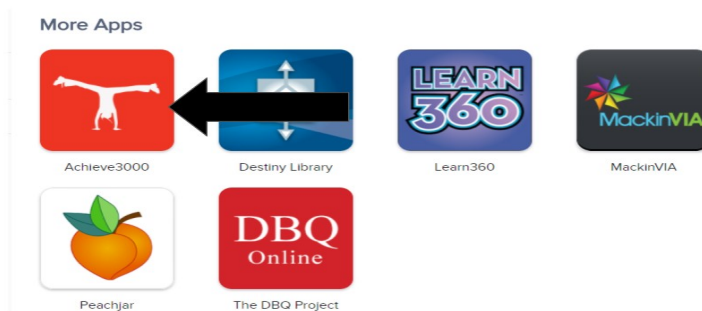 More Apps
LEARN
360
MackinVIA
Achieve3000
Destiny Library
Learn360
MackinVIA
DBQ
Online
Peachjar
The DBQ Project